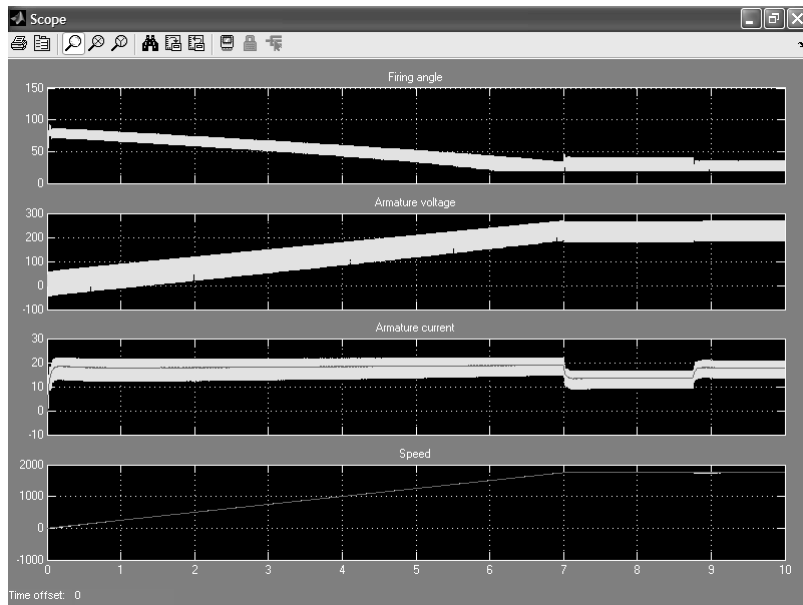 Scope
Firing angle
150
100
50
0
Armature voltage
300
200
100
0
-100
Armature current
30
20
10
0
-10
Speed
2000
1000
0
-1000
0 1 2 3 4 5 6 7 8 9 10
Time offset: 0